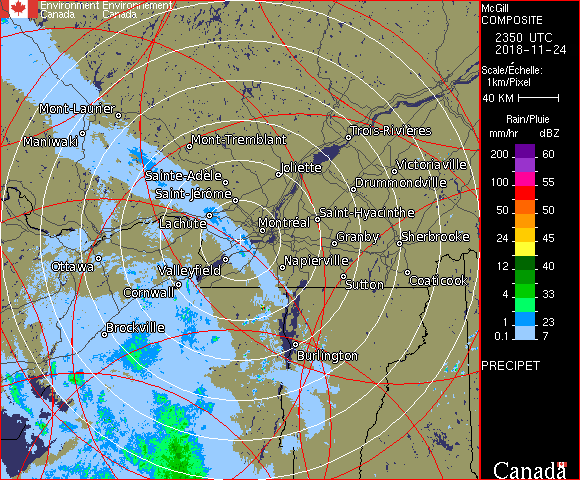 Environment Environnement
Canada Canada
McGill
COMPOSITE
2350 UTC
2018-11-24
Scale/Échelle:
1km/Pixel
40 KM
Rain/Pluie
mm/hr dBZ
200 60
100 55
50 50
24 45
12 40
4 33
1 23
0.1 7
PRECIPET
Canada
Mont-Laurier
Maniwaki
Mont-Tremblant
Trois-Rivières
Sainte-Adèle
Joliette
Victoriaville
Saint-Jérôme
Drummondville
Lachute
Montréal
Saint-Hyacinthe
Granby
Sherbrooke
Ottawa
Valleyfield
Napierville
Cornwall
Sutton
Coaticook
Brockville
Burlington